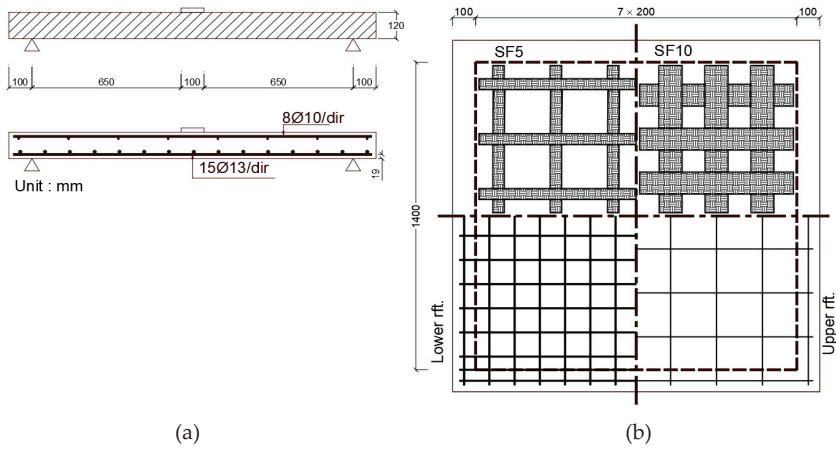 120
100 650 100 650 100
8Ø10/dir
15Ø13/dir
19
Unit : mm
(a)
100 7 × 200 100
SF5 SF10
1400
Lower rft.
Upper rft.
(b)